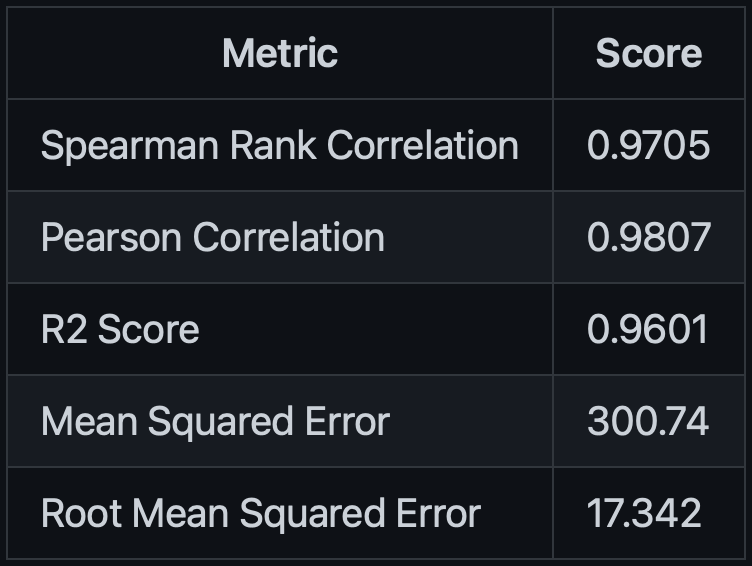 Metric Score
Spearman Rank Correlation 0.9705
Pearson Correlation 0.9807
R2 Score 0.9601
Mean Squared Error 300.74
Root Mean Squared Error 17.342